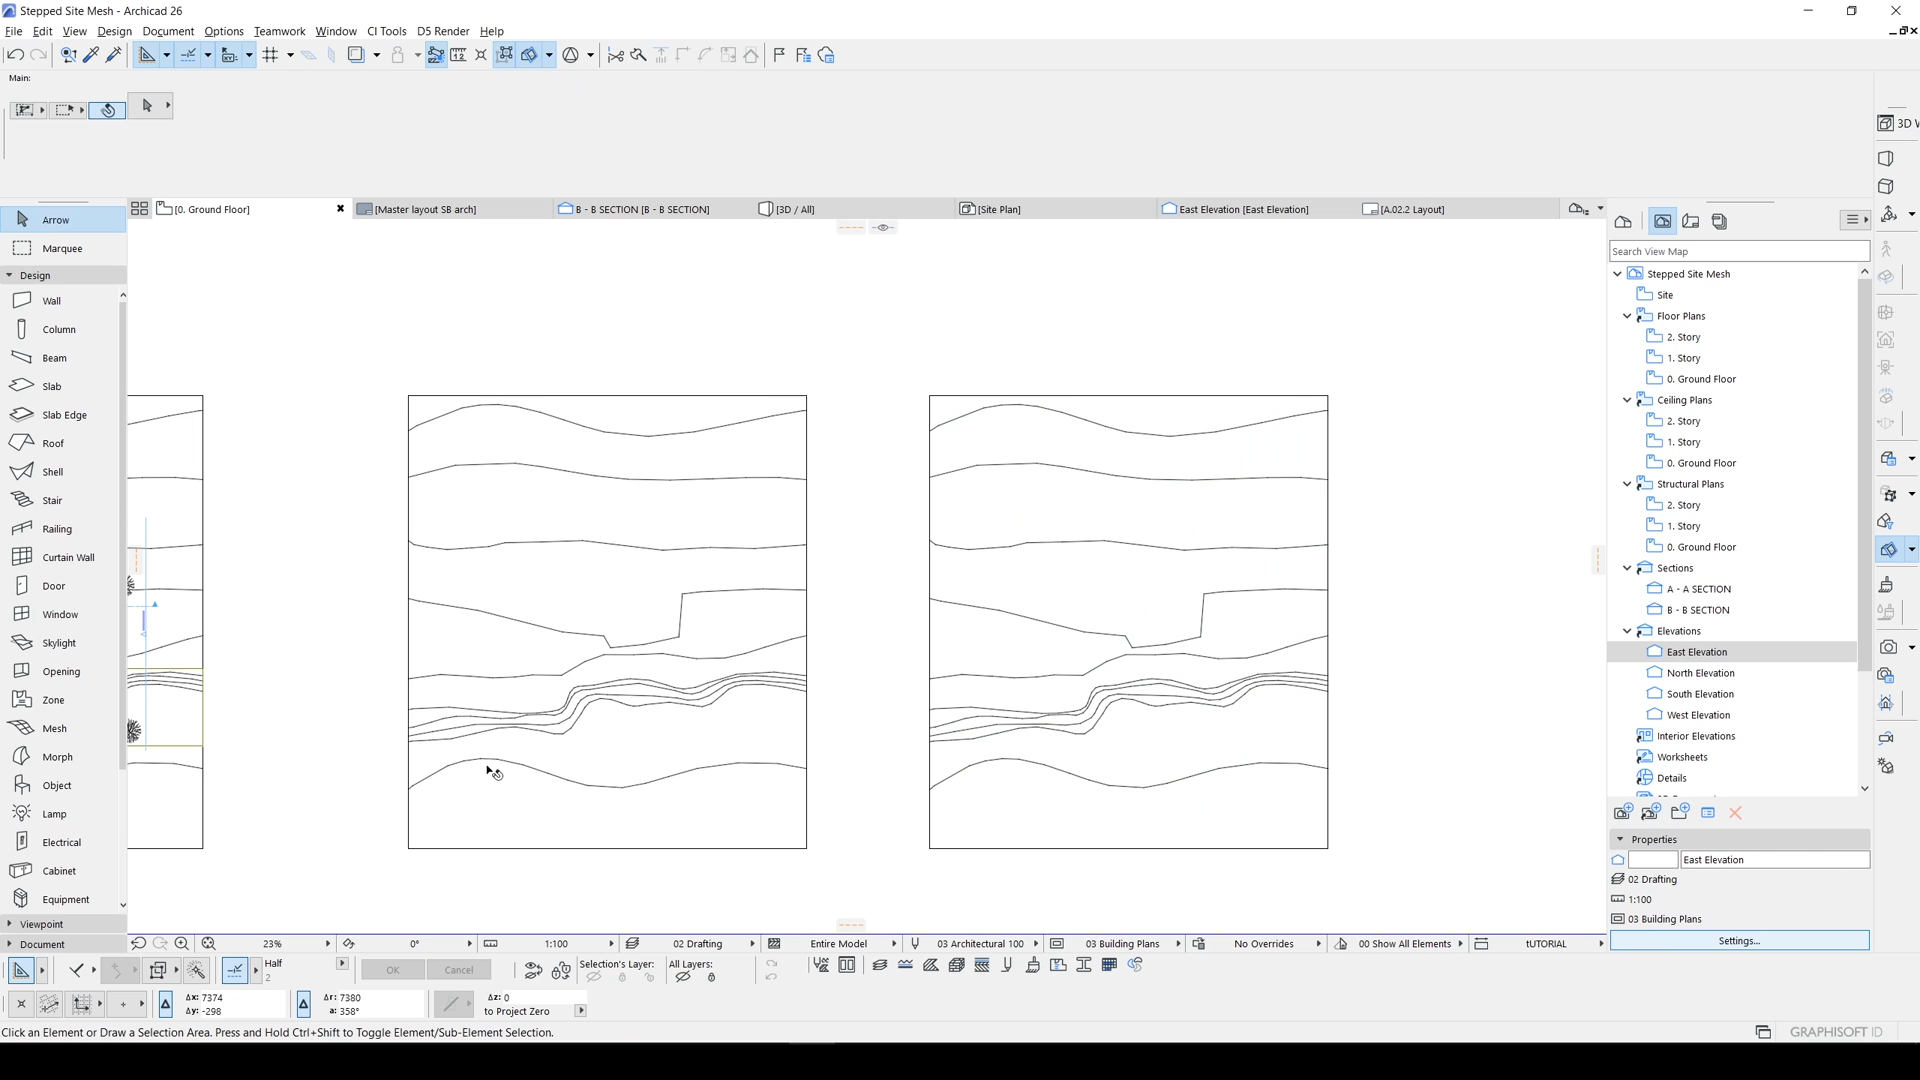 Stepped Site Mesh - Archicad 26
File Edit View Design Document Options Teamwork Window CI Tools D5 Render Help
Main:
[0. Ground Floor]
[Master layout SB arch]
B - B SECTION [B - B SECTION]
[3D / All]
[Site Plan]
East Elevation [East Elevation]
[A.02.2 Layout]
Arrow
Marquee
Design
Wall
Column
Beam
Slab
Slab Edge
Roof
Shell
Stair
Railing
Curtain Wall
Door
Window
Skylight
Opening
Zone
Mesh
Morph
Object
Lamp
Electrical
Cabinet
Equipment
Viewpoint
Document
3D
Search View Map
Stepped Site Mesh
Site
Floor Plans
2. Story
1. Story
0. Ground Floor
Ceiling Plans
2. Story
1. Story
0. Ground Floor
Structural Plans
2. Story
1. Story
0. Ground Floor
Sections
A - A SECTION
B - B SECTION
Elevations
East Elevation
North Elevation
South Elevation
West Elevation
Interior Elevations
Worksheets
Details
Properties
East Elevation
02 Drafting
1:100
03 Building Plans
Settings...
23%
0°
1:100
02 Drafting
Entire Model
03 Architectural 100
03 Building Plans
No Overrides
00 Show All Elements
tUTORIAL
Half
2
OK
Cancel
Selection's Layer:
All Layers:
Δx: 7374
Δy: -298
Δr: 7380
a: 358°
Δz: 0
to Project Zero
Click an Element or Draw a Selection Area. Press and Hold Ctrl+Shift to Toggle Element/Sub-Element Selection.
GRAPHISOFT ID